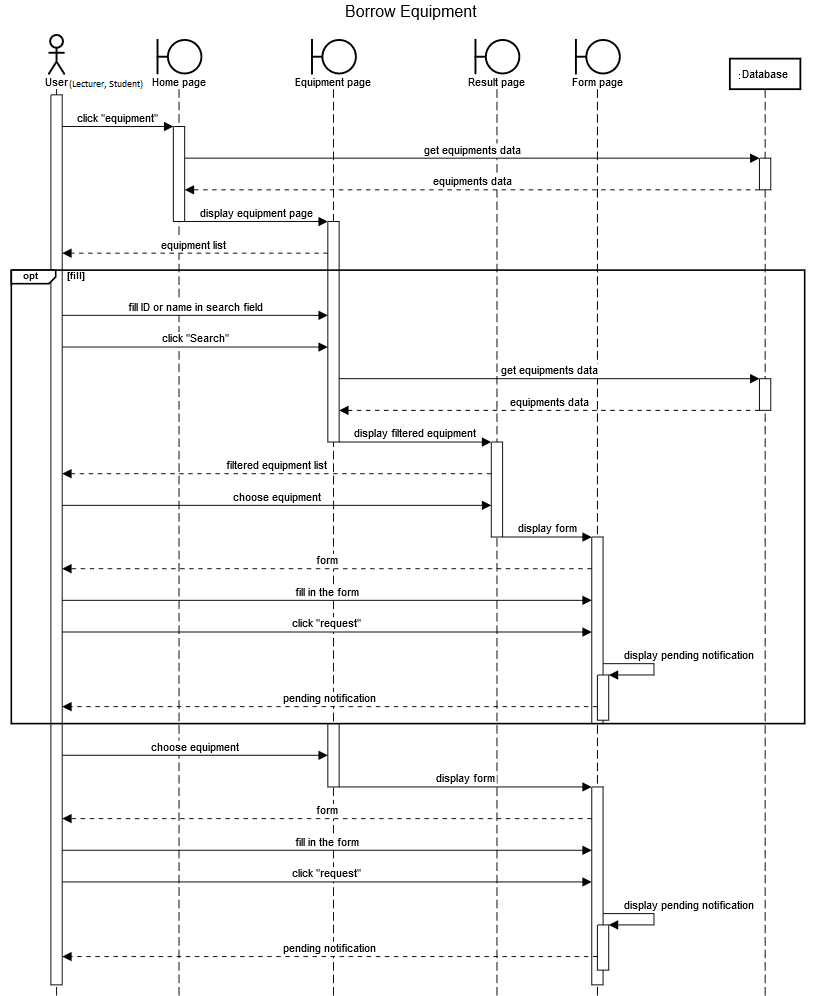 Borrow Equipment
User (Lecturer, Student)
Home page
Equipment page
Result page
Form page
:Database
click "equipment"
get equipments data
equipments data
display equipment page
equipment list
opt [fill]
fill ID or name in search field
click "Search"
get equipments data
equipments data
display filtered equipment
filtered equipment list
choose equipment
display form
form
fill in the form
click "request"
display pending notification
pending notification
choose equipment
display form
form
fill in the form
click "request"
display pending notification
pending notification